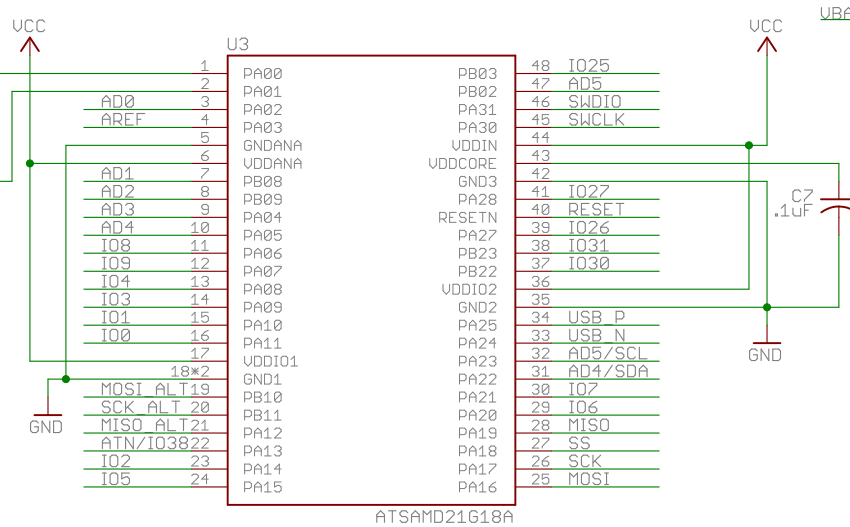 VCC
VCC
VBA
U3
1 PA00
2 PA01
AD0 3 PA02
AREF 4 PA03
5 GNDANA
6 VDDANA
AD1 7 PB08
AD2 8 PB09
AD3 9 PA04
AD4 10 PA05
IO8 11 PA06
IO9 12 PA07
IO4 13 PA08
IO3 14 PA09
IO1 15 PA10
IO0 16 PA11
17 VDDIO1
18*2 GND1
MOSI_ALT 19 PB10
SCK_ALT 20 PB11
MISO_ALT 21 PA12
ATN/IO38 22 PA13
IO2 23 PA14
IO5 24 PA15
GND
PB03 48 IO25
PB02 47 AD5
PA31 46 SWDIO
PA30 45 SWCLK
VDDIN 44
VDDCORE 43
GND3 42
PA28 41 IO27
RESETN 40 RESET
PA27 39 IO26
PB23 38 IO31
PB22 37 IO30
VDDIO2 36
GND2 35
PA25 34 USB_P
PA24 33 USB_N
PA23 32 AD5/SCL
PA22 31 AD4/SDA
PA21 30 IO7
PA20 29 IO6
PA19 28 MISO
PA18 27 SS
PA17 26 SCK
PA16 25 MOSI
C7
.1uF
GND
ATSAMD21G18A